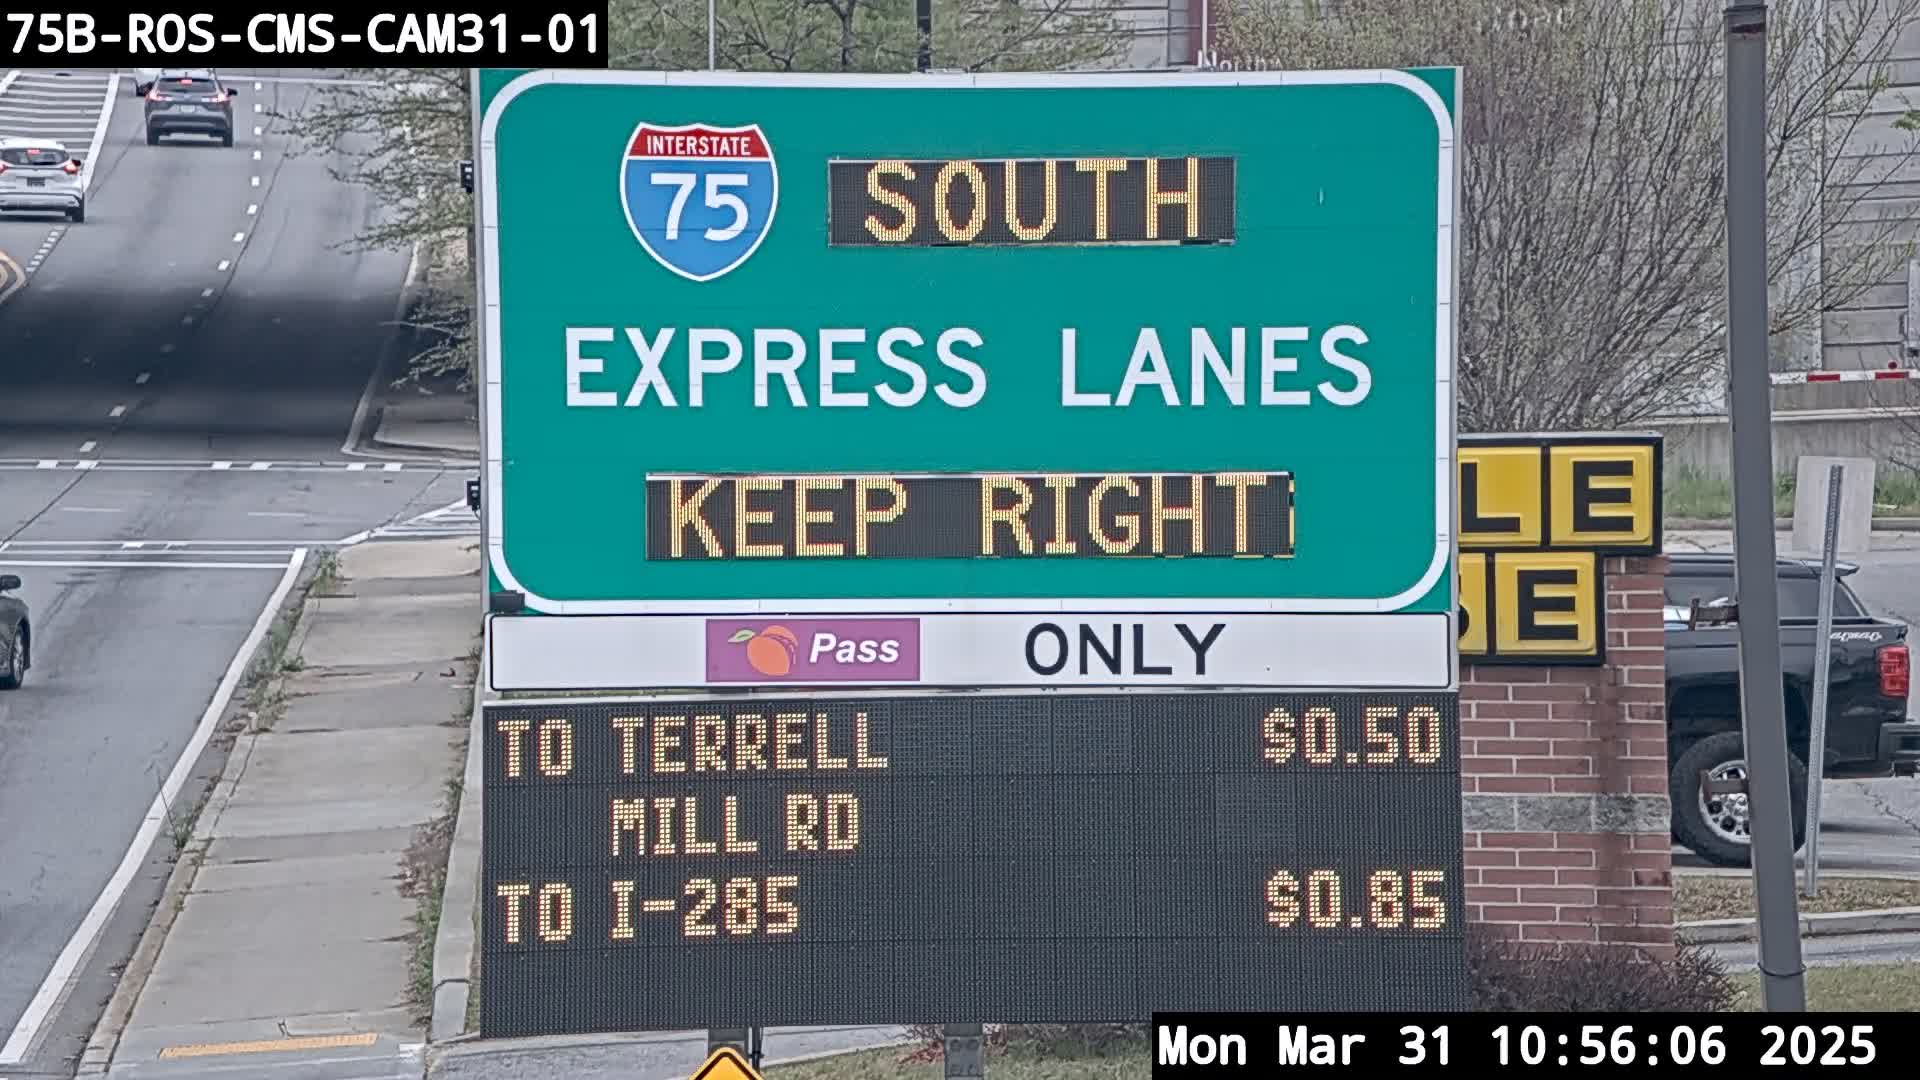 75B-ROS-CMS-CAM31-01
INTERSTATE
75
SOUTH
EXPRESS LANES
KEEP RIGHT
Pass ONLY
TO TERRELL $0.50
MILL RD
TO I-285 $0.85
LE
E
Mon Mar 31 10:56:06 2025